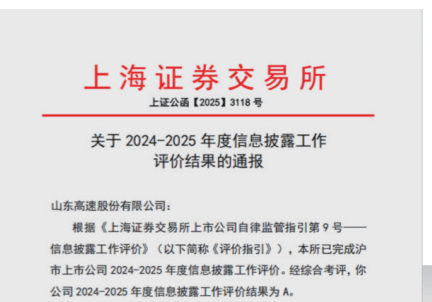 上海证券交易所
上证公函【2025】3118 号
关于 2024-2025 年度信息披露工作
评价结果的通报
山东高速股份有限公司：
根据《上海证券交易所上市公司自律监管指引第 9 号——
信息披露工作评价》（以下简称《评价指引》），本所已完成沪
市上市公司 2024-2025 年度信息披露工作评价。经综合考评，你
公司 2024-2025 年度信息披露工作评价结果为 A。